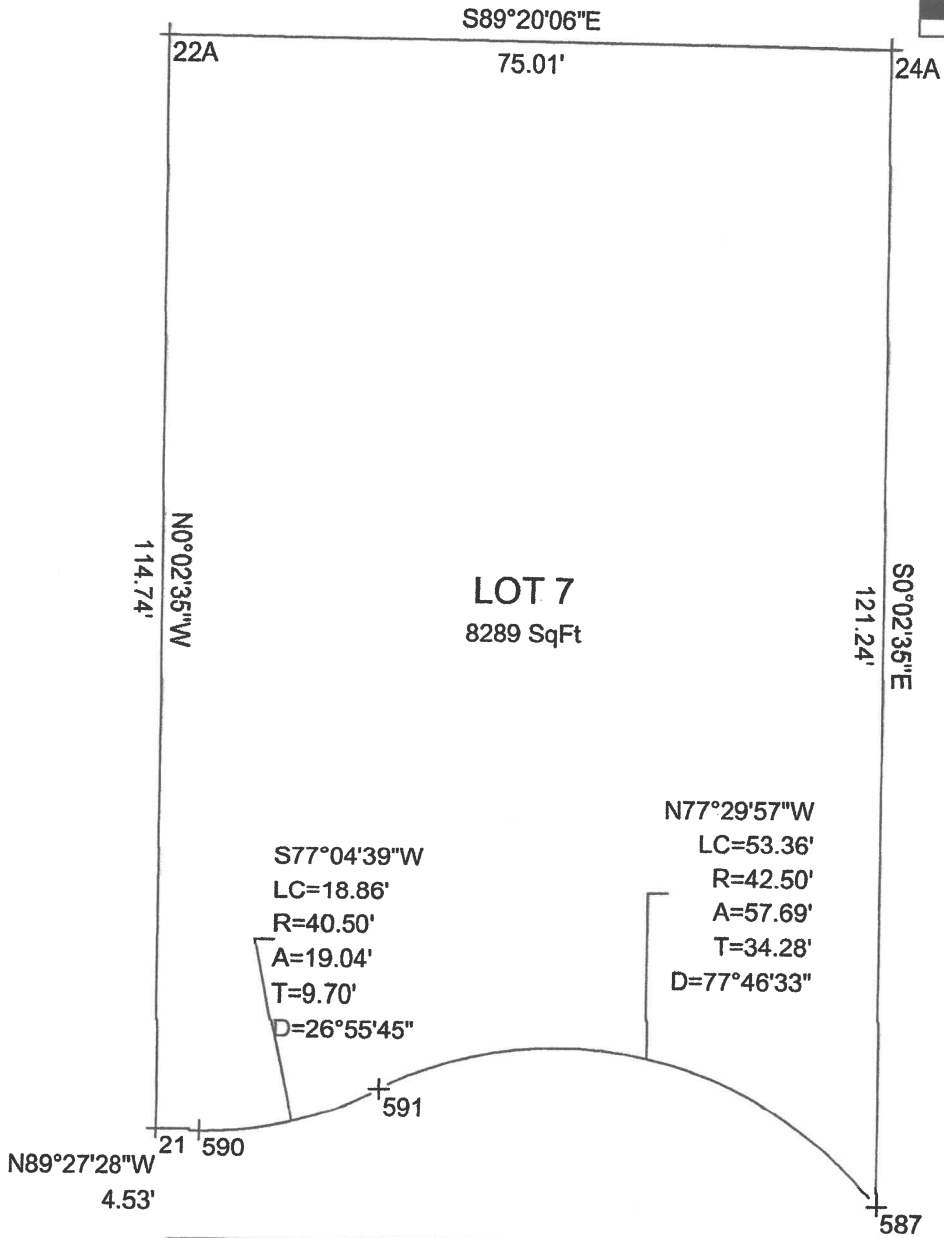 S89°20'06"E
22A
75.01'
24A
N0°02'35"W
114.74'
LOT 7
8289 SqFt
S0°02'35"E
121.24'
N77°29'57"W
LC=53.36'
R=42.50'
A=57.69'
T=34.28'
D=77°46'33"
S77°04'39"W
LC=18.86'
R=40.50'
A=19.04'
T=9.70'
D=26°55'45"
591
21
590
N89°27'28"W
4.53'
587